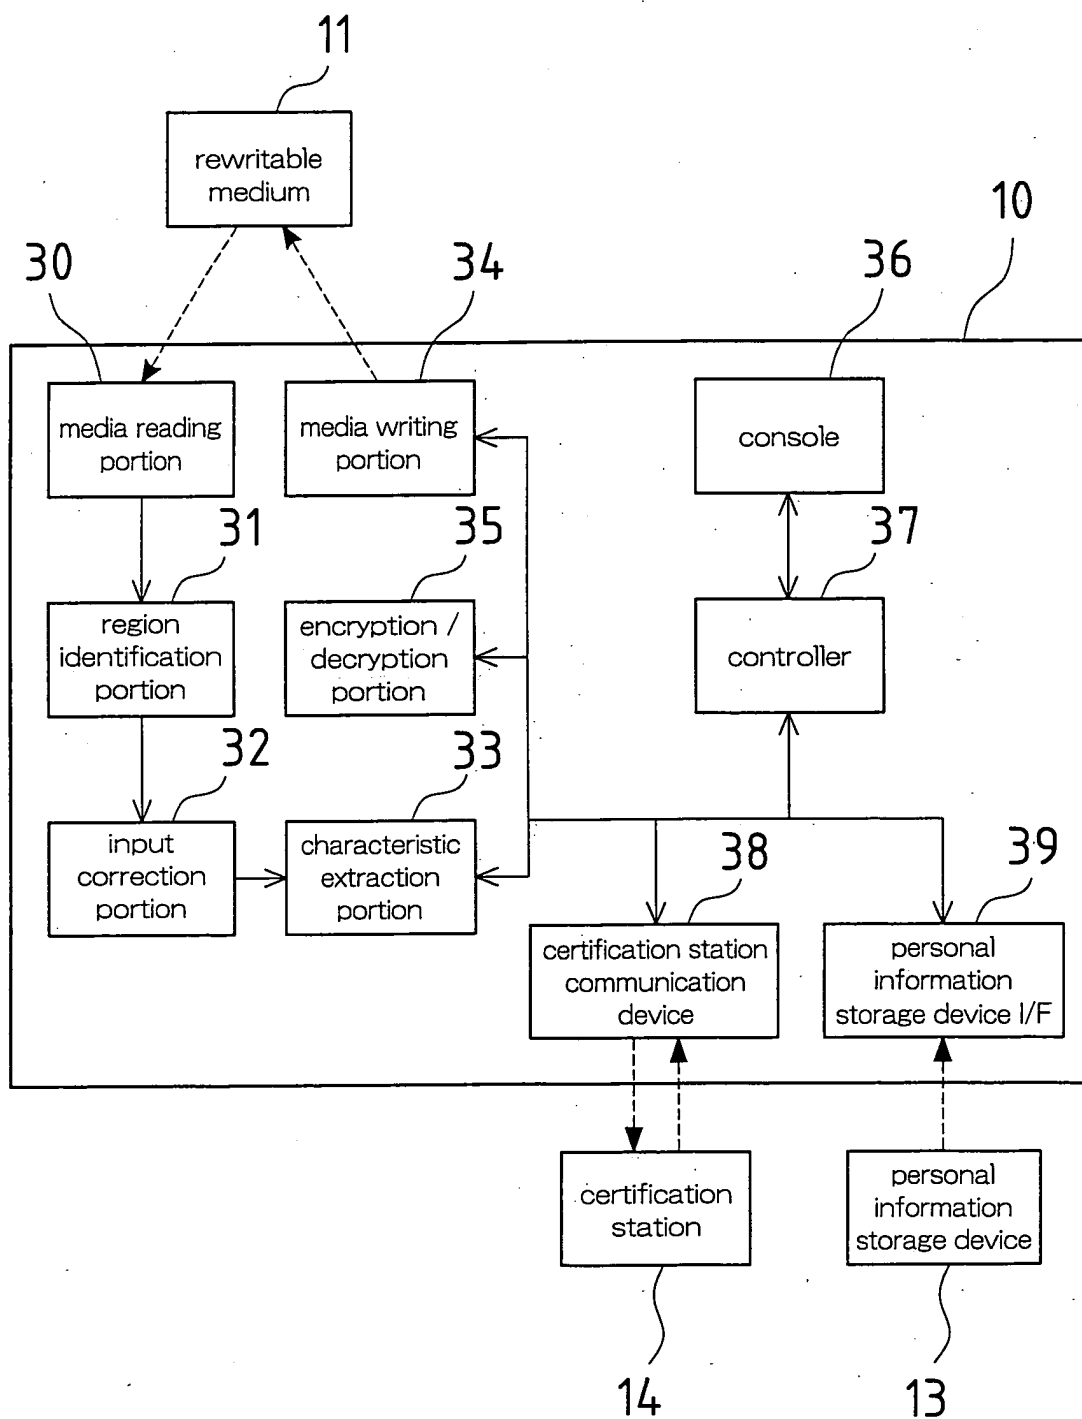 11
rewritable
medium
10
30
34
36
media reading
portion
media writing
portion
console
31
35
37
region
identification
portion
encryption /
decryption
portion
controller
32
33
input
correction
portion
characteristic
extraction
portion
38
39
certification station
communication
device
personal
information
storage device I/F
certification
station
personal
information
storage device
14
13